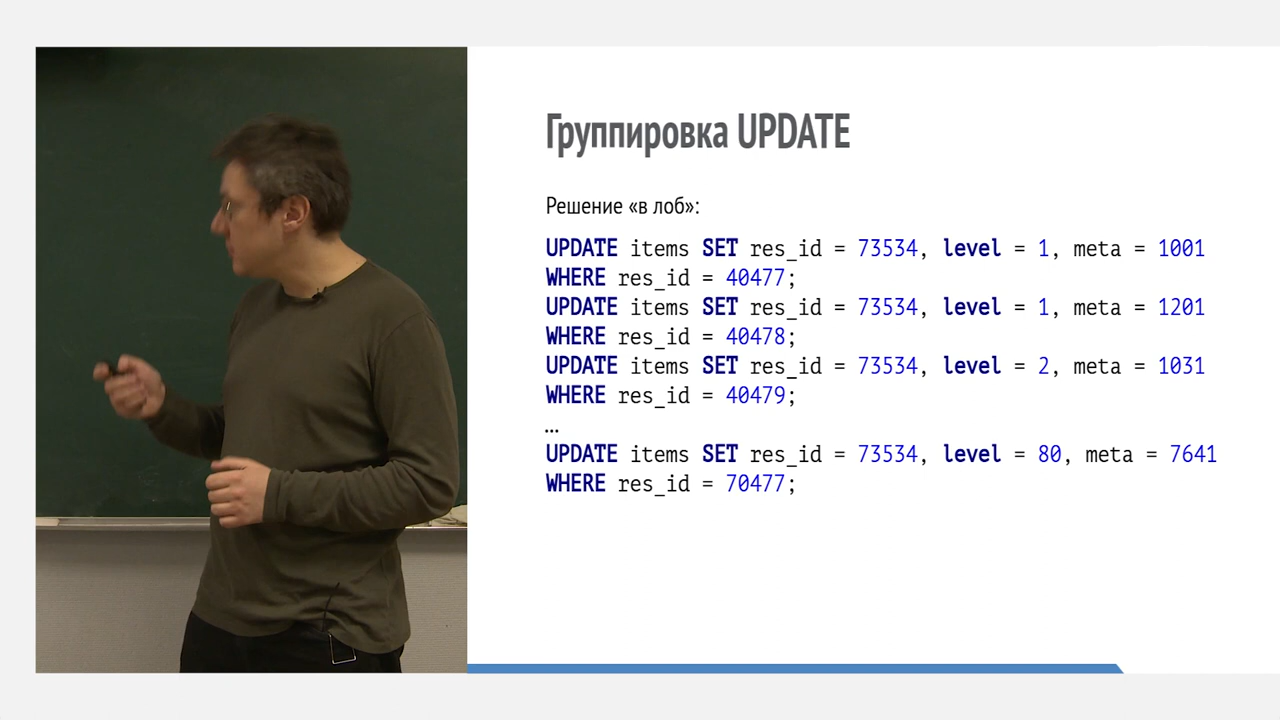 Группировка UPDATE
Решение «в лоб»:
UPDATE items SET res_id = 73534, level = 1, meta = 1001
WHERE res_id = 40477;
UPDATE items SET res_id = 73534, level = 1, meta = 1201
WHERE res_id = 40478;
UPDATE items SET res_id = 73534, level = 2, meta = 1031
WHERE res_id = 40479;
…
UPDATE items SET res_id = 73534, level = 80, meta = 7641
WHERE res_id = 70477;